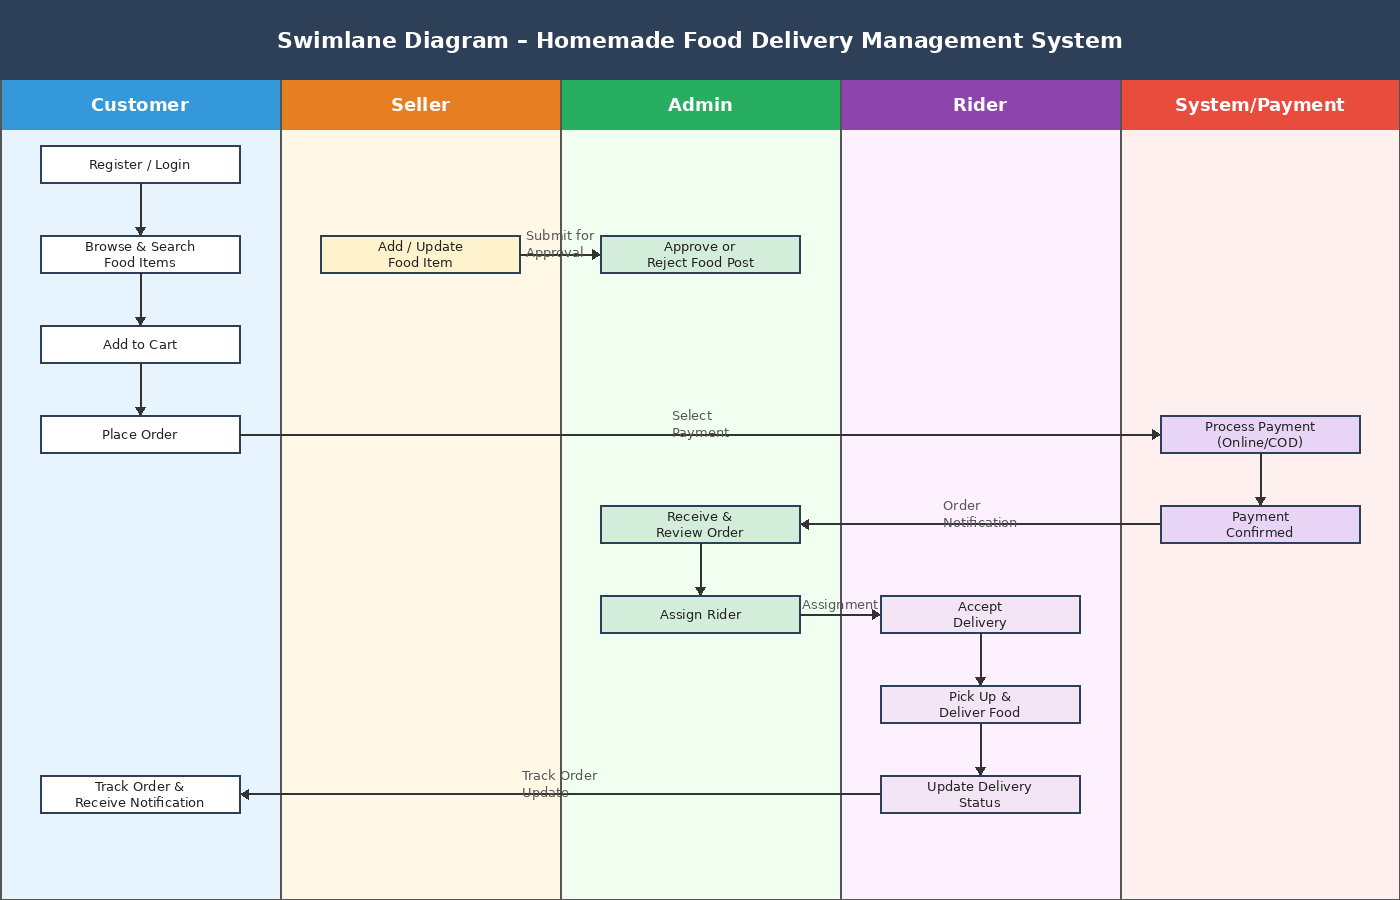 Swimlane Diagram – Homemade Food Delivery Management System
Customer
Seller
Admin
Rider
System/Payment
Register / Login
Browse & Search
Food Items
Add / Update
Food Item
Submit for
Approval
Approve or
Reject Food Post
Add to Cart
Place Order
Select
Payment
Process Payment
(Online/COD)
Receive &
Review Order
Order
Notification
Payment
Confirmed
Assign Rider
Assignment
Accept
Delivery
Pick Up &
Deliver Food
Track Order &
Receive Notification
Track Order
Update
Update Delivery
Status